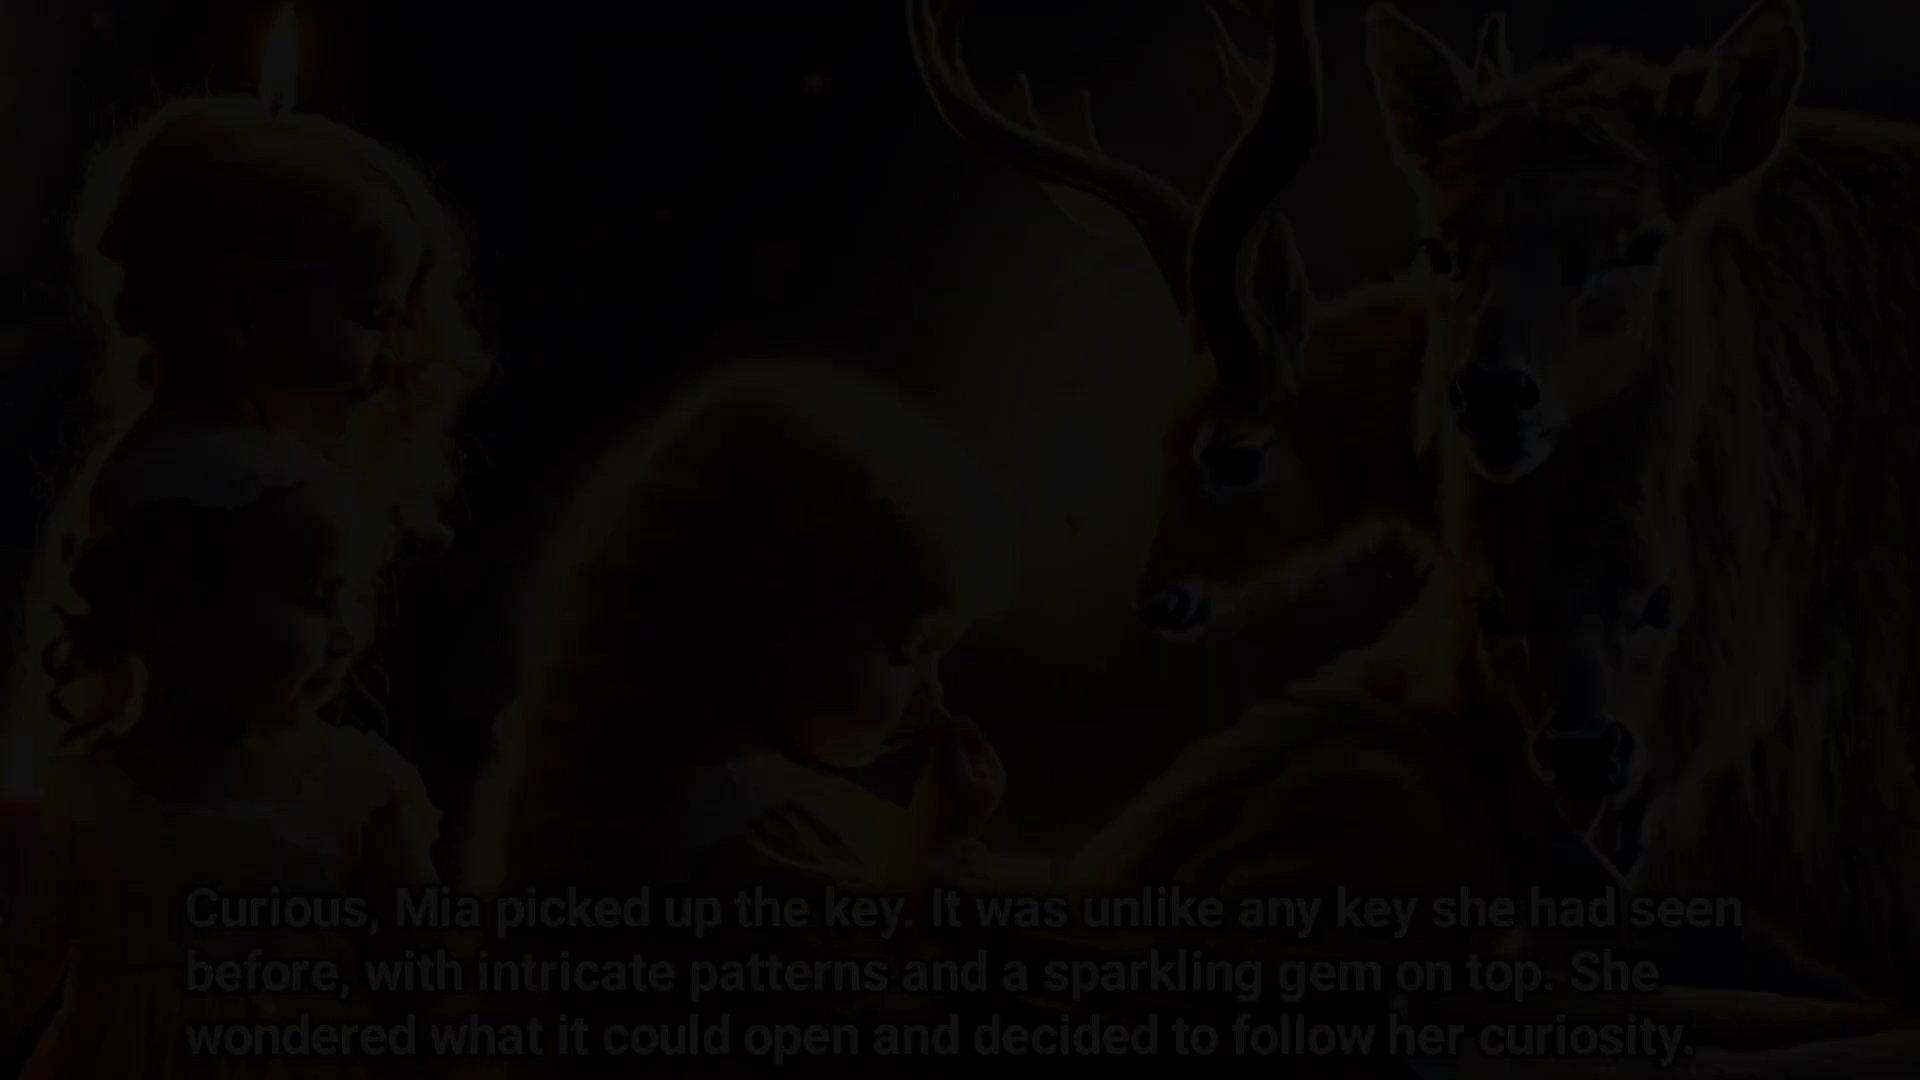 Curious, Mia picked up the key. It was unlike any key she had seen
before, with intricate patterns and a sparkling gem on top. She
wondered what it could open and decided to follow her curiosity.